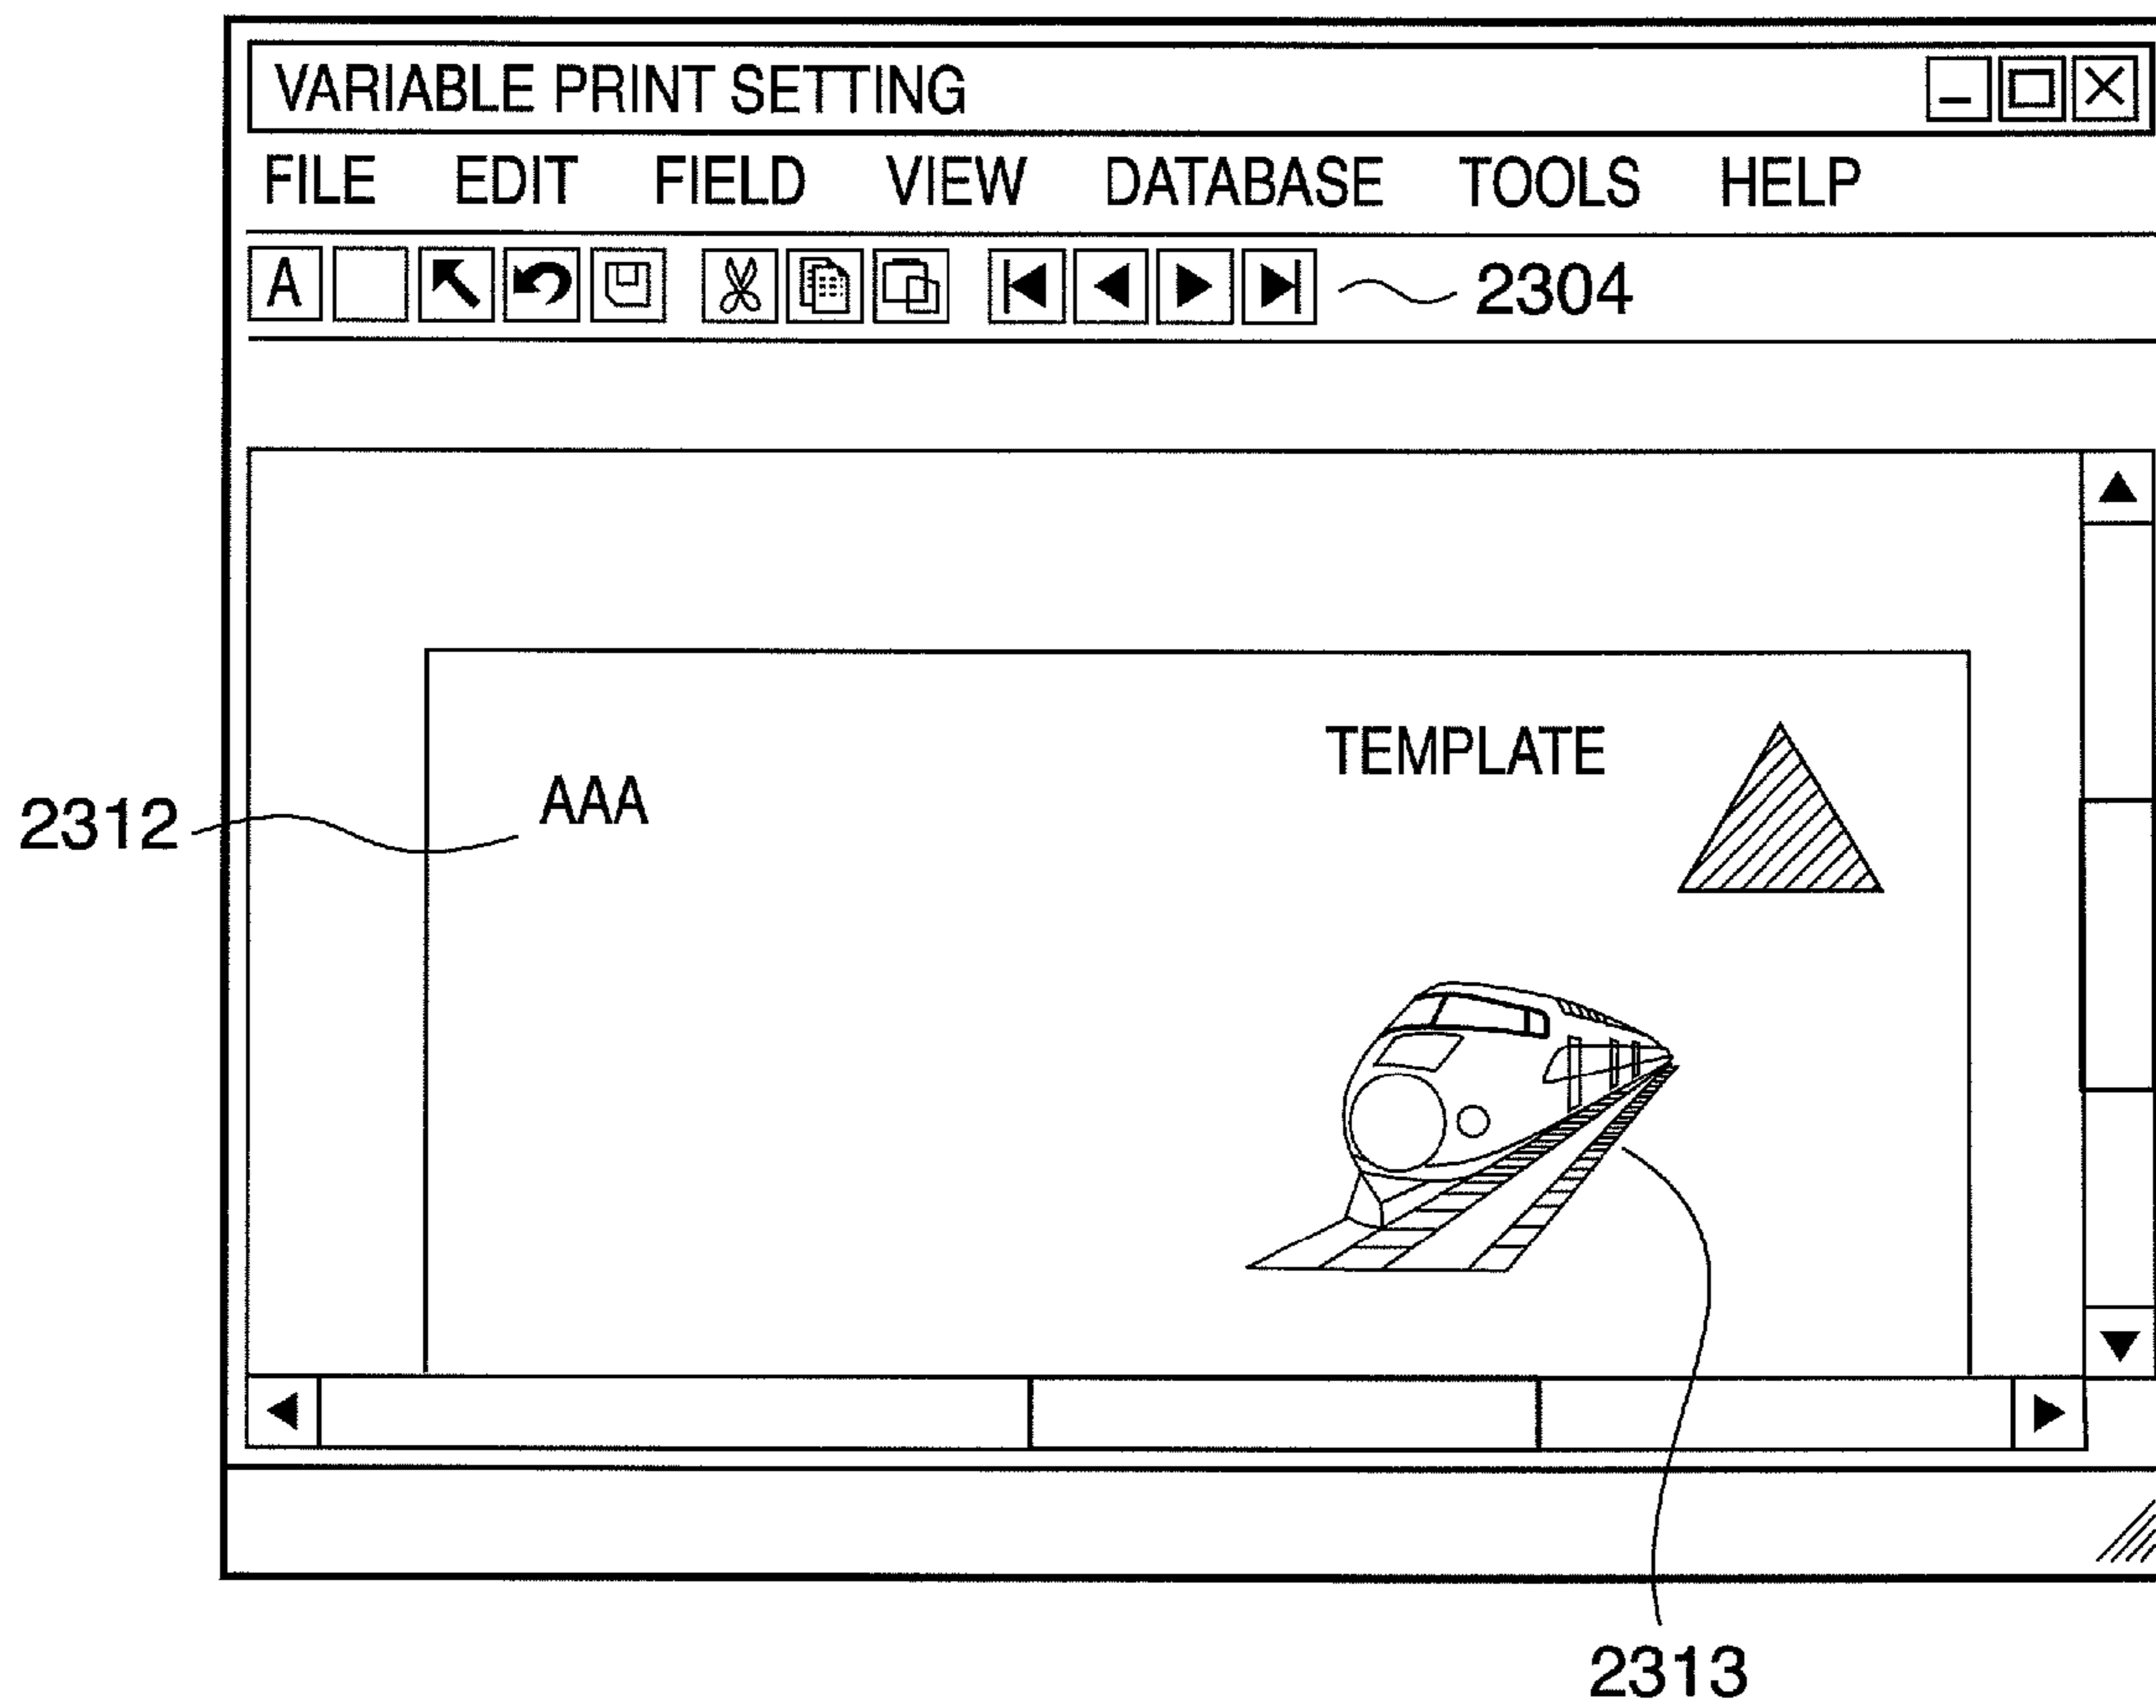 VARIABLE PRINT SETTING
FILE EDIT FIELD VIEW DATABASE TOOLS HELP
A 2304
TEMPLATE
2312 AAA
2313